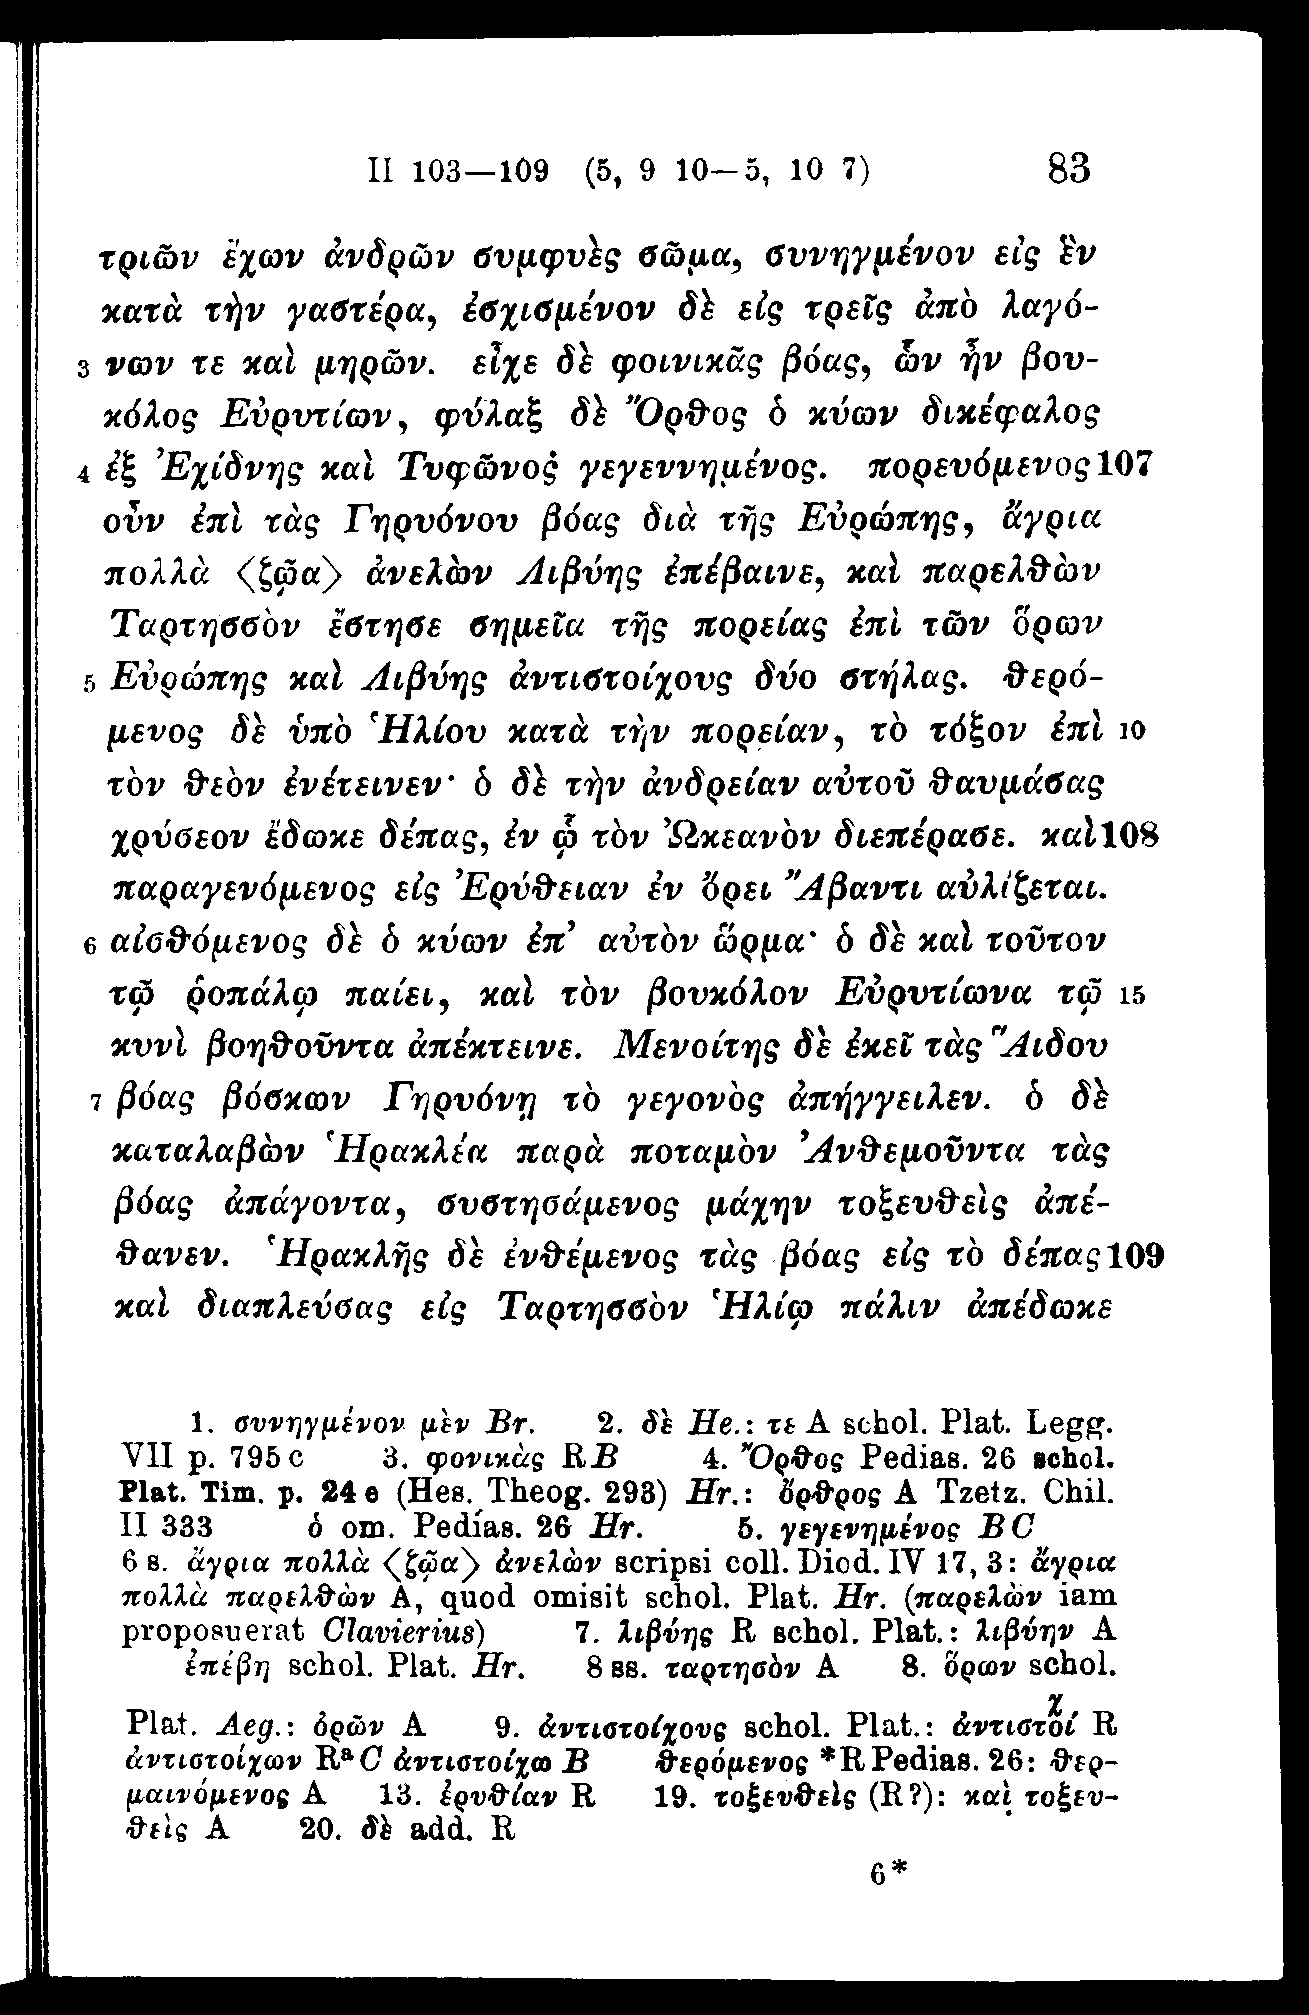 II 103—109 (5, 9 10—5, 10 7) 83
τριῶν ἔχων ἀνδρῶν συμφυὲς σῶμα, συνηγμένον εἰς ἓν
κατὰ τὴν γαστέρα, ἐσχισμένον δὲ εἰς τρεῖς ἀπὸ λαγό-
3 νων τε καὶ μηρῶν. εἶχε δὲ φοινικᾶς βόας, ὧν ἦν βου-
κόλος Εὐρυτίων, φύλαξ δὲ Ὄρθος ὁ κύων δικέφαλος
4 ἐξ Ἐχίδνης καὶ Τυφῶνος γεγεννημένος. πορευόμενος 107
οὖν ἐπὶ τὰς Γηρυόνου βόας διὰ τῆς Εὐρώπης, ἄγρια
πολλὰ ⟨ζῷα⟩ ἀνελὼν Λιβύης ἐπέβαινε, καὶ παρελθὼν
Ταρτησσὸν ἔστησε σημεῖα τῆς πορείας ἐπὶ τῶν ὅρων
5 Εὐρώπης καὶ Λιβύης ἀντιστοίχους δύο στήλας. θερό-
μενος δὲ ὑπὸ Ἡλίου κατὰ τὴν πορείαν, τὸ τόξον ἐπὶ 10
τὸν θεὸν ἐνέτεινεν· ὁ δὲ τὴν ἀνδρείαν αὐτοῦ θαυμάσας
χρύσεον ἔδωκε δέπας, ἐν ᾧ τὸν Ὠκεανὸν διεπέρασε. καὶ 108
παραγενόμενος εἰς Ἐρύθειαν ἐν ὄρει Ἄβαντι αὐλίζεται.
6 αἰσθόμενος δὲ ὁ κύων ἐπ’ αὐτὸν ὥρμα· ὁ δὲ καὶ τοῦτον
τῷ ῥοπάλῳ παίει, καὶ τὸν βουκόλον Εὐρυτίωνα τῷ 15
κυνὶ βοηθοῦντα ἀπέκτεινε. Μενοίτης δὲ ἐκεῖ τὰς Ἅιδου
7 βόας βόσκων Γηρυόνῃ τὸ γεγονὸς ἀπήγγειλεν. ὁ δὲ
καταλαβὼν Ἡρακλέα παρὰ ποταμὸν Ἀνθεμοῦντα τὰς
βόας ἀπάγοντα, συστησάμενος μάχην τοξευθεὶς ἀπέ-
θανεν. Ἡρακλῆς δὲ ἐνθέμενος τὰς βόας εἰς τὸ δέπας 109
καὶ διαπλεύσας εἰς Ταρτησσὸν Ἡλίῳ πάλιν ἀπέδωκε
1. συνηγμένον μὲν Br. 2. δὲ He.: τε A schol. Plat. Legg.
VII p. 795 c 3. φονικὰς RB 4. Ὄρθος Pedias. 26 schol.
Plat. Tim. p. 24 e (Hes. Theog. 293) Hr.: ὄρθρος A Tzetz. Chil.
II 333 ὁ om. Pedias. 26 Hr. 5. γεγενημένος BC
6 s. ἄγρια πολλὰ ⟨ζῷα⟩ ἀνελὼν scripsi coll. Diod. IV 17, 3: ἄγρια
πολλὰ παρελθὼν A, quod omisit schol. Plat. Hr. (παρελὼν iam
proposuerat Clavierius) 7. λιβύης R schol. Plat.: λιβύην A
ἐπέβη schol. Plat. Hr. 8 ss. ταρτησὸν A 8. ὅρων schol.
Plat. Aeg.: ὀρῶν A 9. ἀντιστοίχους schol. Plat.: ἀντιστοίχ R
ἀντιστοίχων Rᵃ C ἀντιστοίχω B θερόμενος *R Pedias. 26: θερ-
μαινόμενος A 13. ἐρυθίαν R 19. τοξευθεὶς (R?): καὶ τοξευ-
θεὶς A 20. δὲ add. R
6*